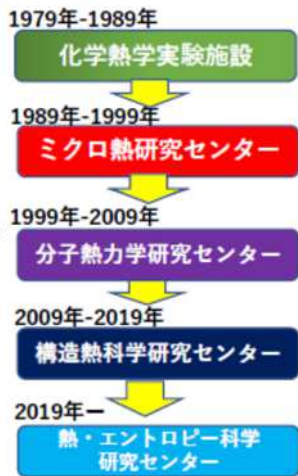 1979年-1989年
化学熱学実験施設
1989年-1999年
ミクロ熱研究センター
1999年-2009年
分子熱力学研究センター
2009年-2019年
構造熱科学研究センター
2019年ー
熱・エントロピー科学
研究センター